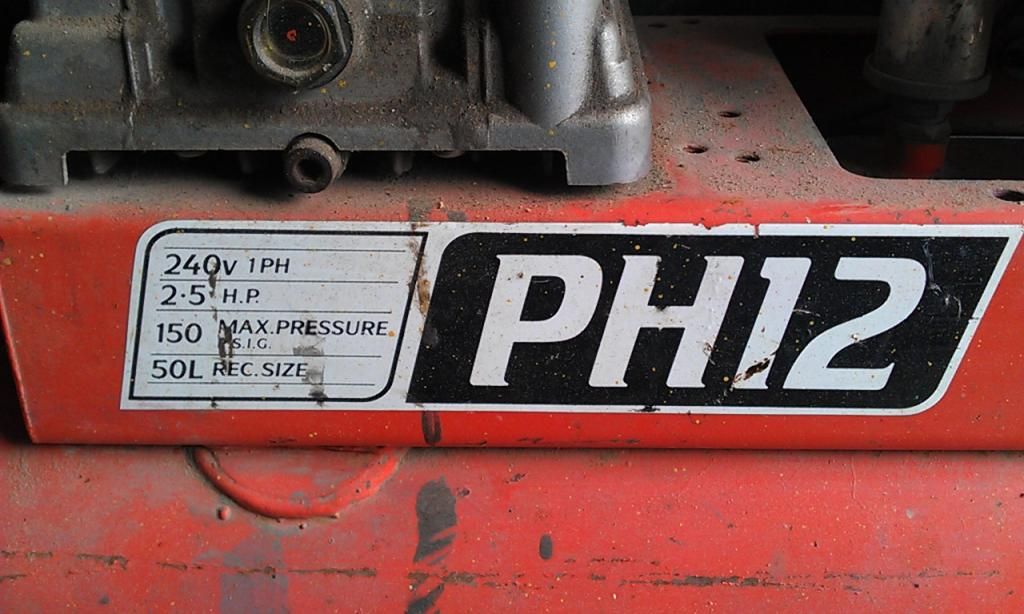 240v 1PH
2·5 H.P.
150 MAX.PRESSURE
P.S.I.G.
50L REC.SIZE
PH12